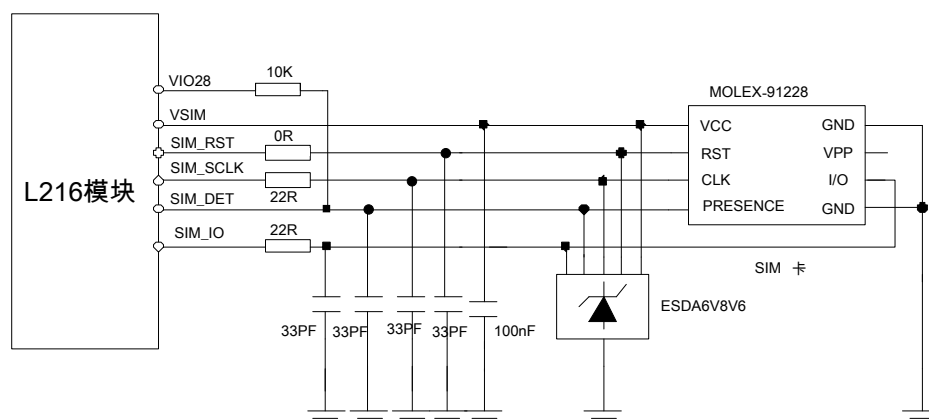 10K
VIO28
MOLEX-91228
VSIM
VCC
GND
SIM_RST
0R
RST
VPP
SIM_SCLK
CLK
I/O
L216模块
SIM_DET
22R
PRESENCE
GND
SIM_IO
22R
SIM 卡
ESDA6V8V6
33PF
33PF
33PF
33PF
100nF